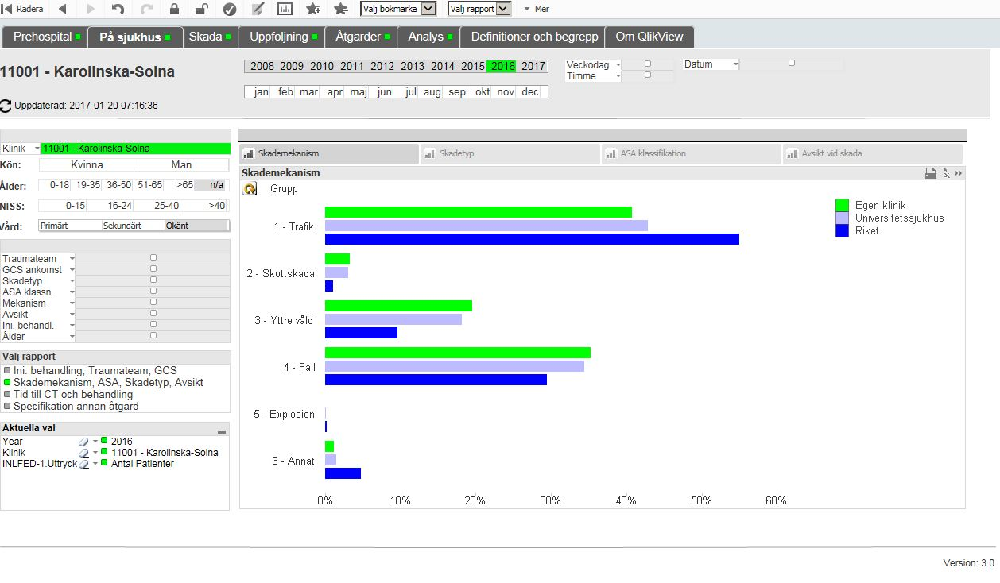 Radera Välj bokmärke Välj rapport Mer
Prehospital På sjukhus Skada Uppföljning Åtgärder Analys Definitioner och begrepp Om QlikView
11001 - Karolinska-Solna
2008 2009 2010 2011 2012 2013 2014 2015 2016 2017
Veckodag
Timme
Datum
jan feb mar apr maj jun jul aug sep okt nov dec
Uppdaterad: 2017-01-20 07:16:36
Klinik 11001 - Karolinska-Solna
Kön: Kvinna Man
Ålder: 0-18 19-35 36-50 51-65 >65 n/a
NISS: 0-15 16-24 25-40 >40
Vård: Primärt Sekundärt Okänt
Traumateam
GCS ankomst
Skadetyp
ASA klassn.
Mekanism
Avsikt
Ini. behandl.
Ålder
Välj rapport
Ini. behandling, Traumateam, GCS
Skademekanism, ASA, Skadetyp, Avsikt
Tid till CT och behandling
Specifikation annan åtgärd
Aktuella val
Year 2016
Klinik 11001 - Karolinska-Solna
INLFED-1.Uttryck Antal Patienter
Skademekanism Skadetyp ASA klassifikation Avsikt vid skada
Skademekanism
Grupp
Egen klinik
Universitetssjukhus
Riket
1 - Trafik
2 - Skottskada
3 - Yttre våld
4 - Fall
5 - Explosion
6 - Annat
0% 10% 20% 30% 40% 50% 60%
Version: 3.0